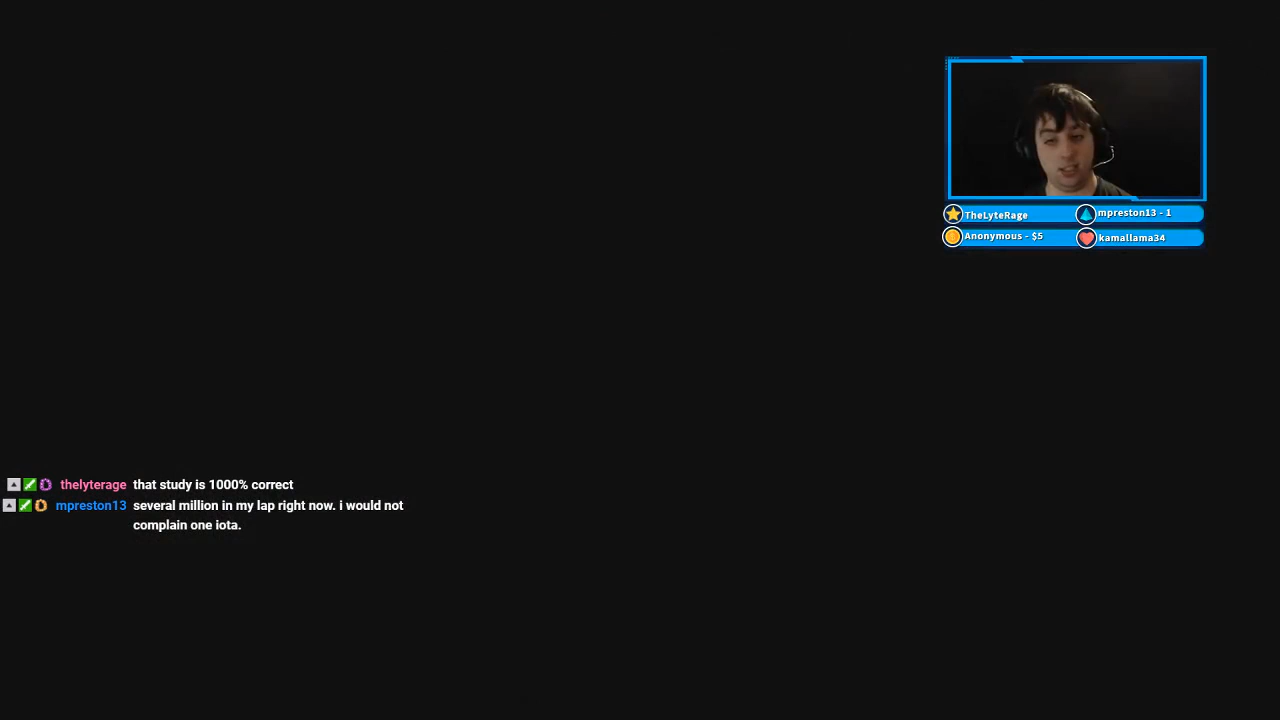 TheLyteRage
mpreston13 - 1
Anonymous - $5
kamallama34
thelyterage that study is 1000% correct
mpreston13 several million in my lap right now. i would not
complain one iota.